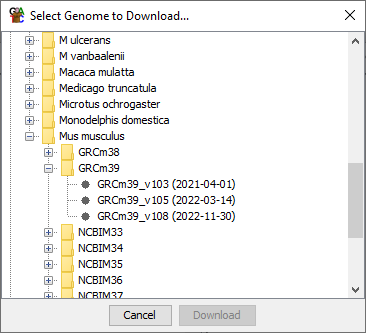 Select Genome to Download...
M ulcerans
M vanbaalenii
Macaca mulatta
Medicago truncatula
Microtus ochrogaster
Monodelphis domestica
Mus musculus
GRCm38
GRCm39
GRCm39_v103 (2021-04-01)
GRCm39_v105 (2022-03-14)
GRCm39_v108 (2022-11-30)
NCBIM33
NCBIM34
NCBIM35
NCBIM36
NCBIM37
Cancel Download